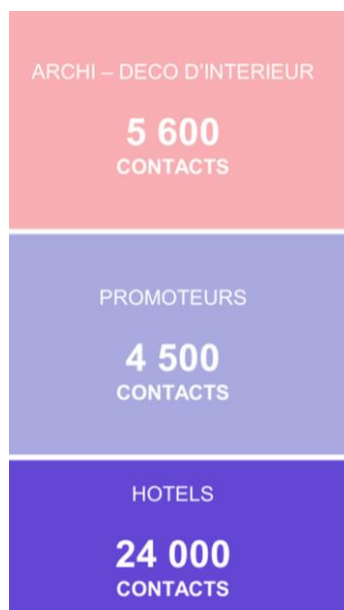 ARCHI – DECO D'INTERIEUR
5 600
CONTACTS
PROMOTEURS
4 500
CONTACTS
HOTELS
24 000
CONTACTS